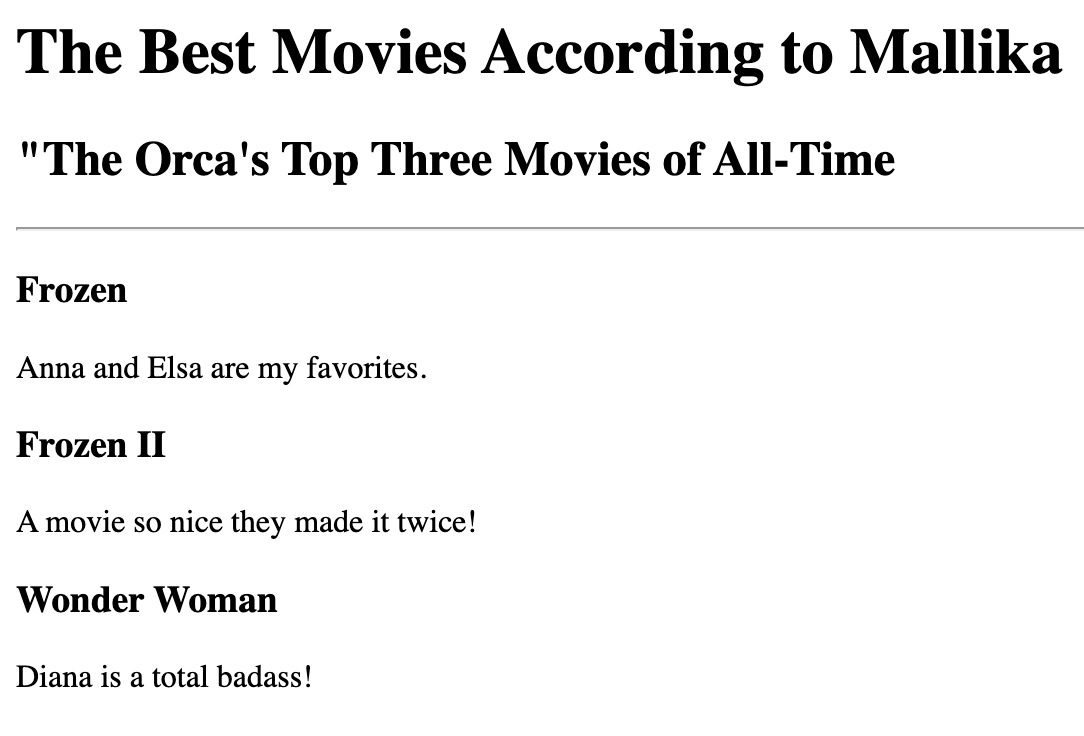 The Best Movies According to Mallika
"The Orca's Top Three Movies of All-Time
Frozen
Anna and Elsa are my favorites.
Frozen II
A movie so nice they made it twice!
Wonder Woman
Diana is a total badass!